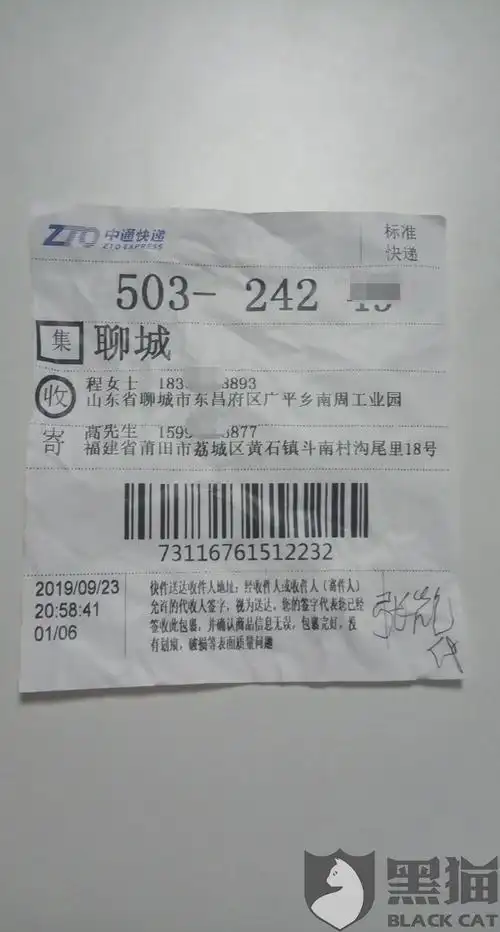 ZTO 中通快递
ZTO EXPRESS
标准
快递
503- 242
集 聊城
收 程女士 183 3893
山东省聊城市东昌府区广平乡南周工业园
寄 高先生 1599 3877
福建省莆田市荔城区黄石镇斗南村沟尾里18号
73116761512232
2019/09/23
20:58:41
01/06
快件送达收件人地址，经收件人或收件人（寄件人）
允许的代收人签字，视为送达，您的签字代表您已经
签收此包裹，并确认商品信息无误，包裹完好，没
有划痕，破损等表面质量问题
代
黑猫
BLACK CAT